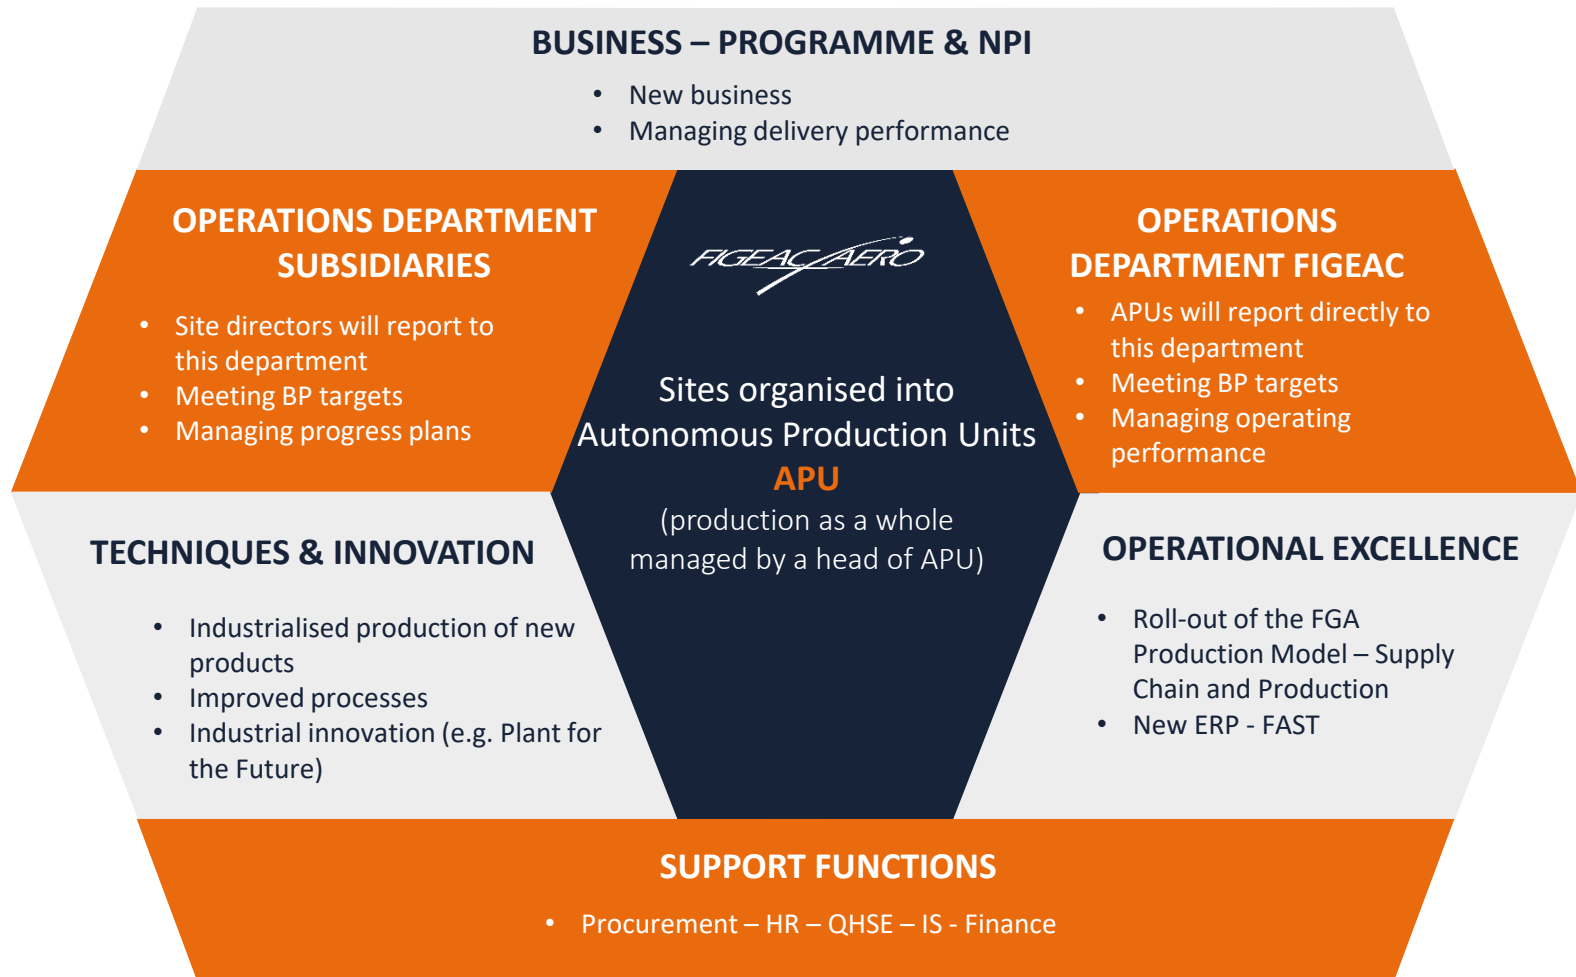 BUSINESS – PROGRAMME & NPI
• New business
• Managing delivery performance
OPERATIONS DEPARTMENT
SUBSIDIARIES
• Site directors will report to
this department
• Meeting BP targets
• Managing progress plans
FIGEAC AERO
Sites organised into
Autonomous Production Units
APU
(production as a whole
managed by a head of APU)
OPERATIONS
DEPARTMENT FIGEAC
• APUs will report directly to
this department
• Meeting BP targets
• Managing operating
performance
TECHNIQUES & INNOVATION
• Industrialised production of new
products
• Improved processes
• Industrial innovation (e.g. Plant for
the Future)
OPERATIONAL EXCELLENCE
• Roll-out of the FGA
Production Model – Supply
Chain and Production
• New ERP - FAST
SUPPORT FUNCTIONS
• Procurement – HR – QHSE – IS - Finance